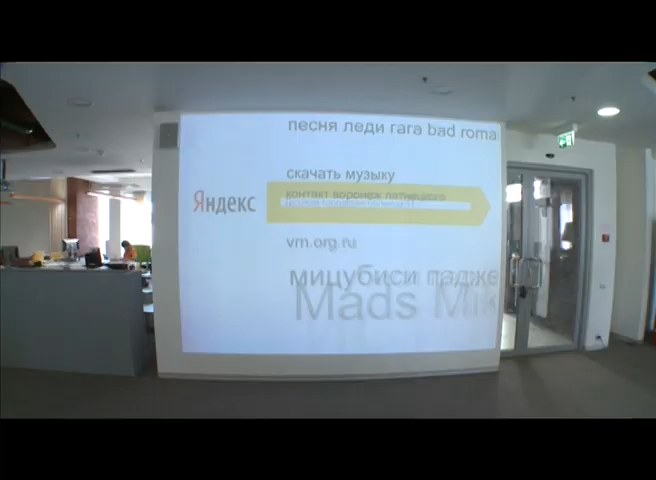 песня леди гага bad roma
скачать музыку
контакт воронеж пятницкого
Яндекс
vm.org.ru
мицубиси падже
Mads Mik